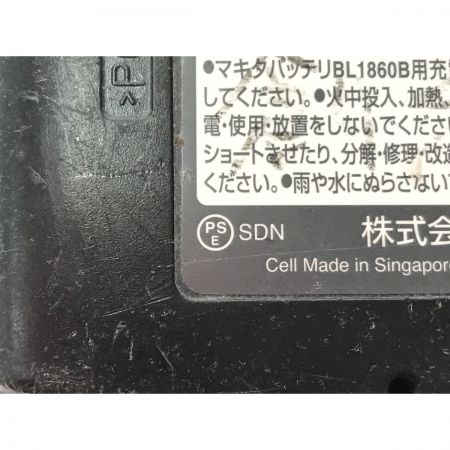 >P
●マキタバッテリBL1860B用充
してください。●火中投入、加熱、
電・使用・放置をしないでくださ
ショートさせたり、分解・修理・改造
ください。●雨や水にぬらさない
PS
E SDN 株式会
Cell Made in Singapor